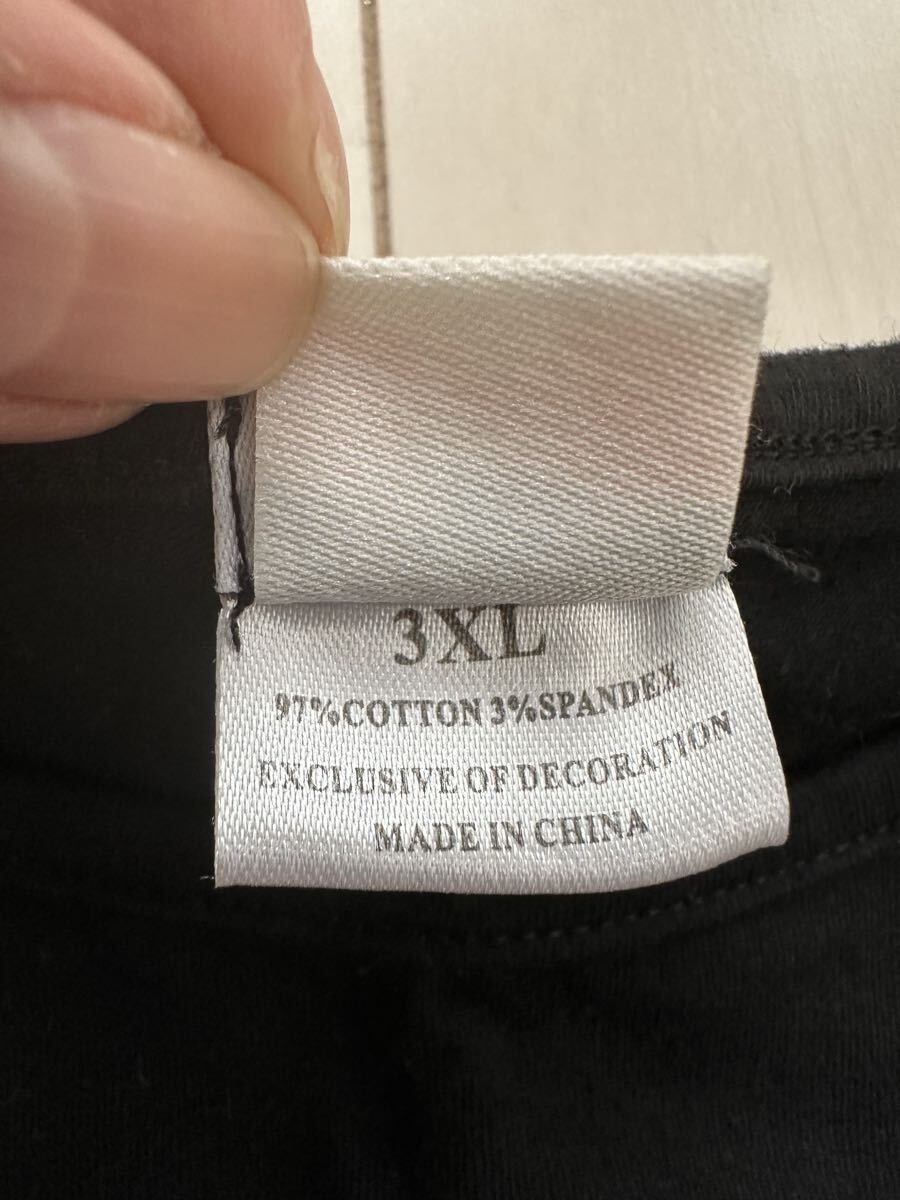 3XL
97%COTTON 3%SPANDEX
EXCLUSIVE OF DECORATION
MADE IN CHINA